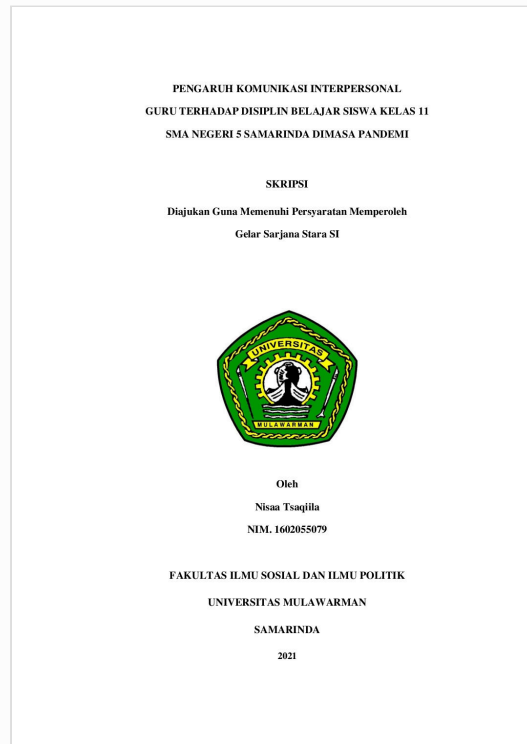 PENGARUH KOMUNIKASI INTERPERSONAL
GURU TERHADAP DISIPLIN BELAJAR SISWA KELAS 11
SMA NEGERI 5 SAMARINDA DIMASA PANDEMI
SKRIPSI
Diajukan Guna Memenuhi Persyaratan Memperoleh
Gelar Sarjana Stara SI
UNIVERSITAS
MULAWARMAN
Oleh
Nisaa Tsaqiila
NIM. 1602055079
FAKULTAS ILMU SOSIAL DAN ILMU POLITIK
UNIVERSITAS MULAWARMAN
SAMARINDA
2021